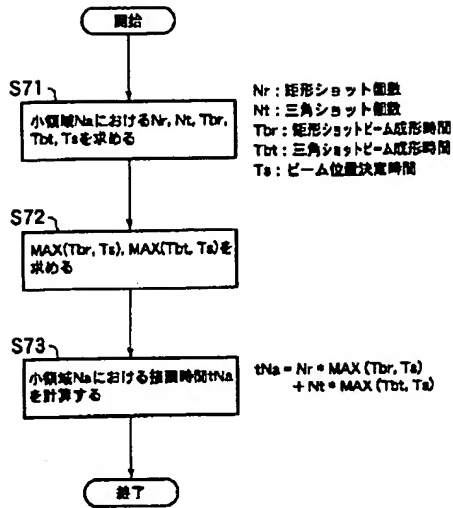 開始
S71
小領域NaにおけるNr, Nt, Tbr,
Tbt, Tsを求める
Nr : 矩形ショット個数
Nt : 三角ショット個数
Tbr : 矩形ショットビーム成形時間
Tbt : 三角ショットビーム成形時間
Ts : ビーム位置決定時間
S72
MAX(Tbr, Ts), MAX(Tbt, Ts)を
求める
S73
小領域Naにおける描画時間tNa
を計算する
tNa = Nr * MAX (Tbr, Ts)
+ Nt * MAX (Tbt, Ts)
終了